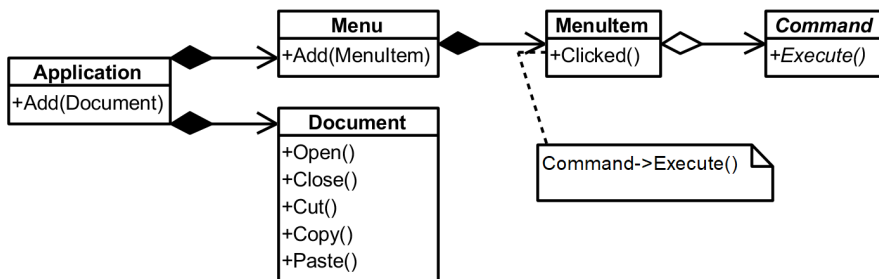 Application
+Add(Document)
Menu
+Add(MenuItem)
MenuItem
+Clicked()
Command
+Execute()
Document
+Open()
+Close()
+Cut()
+Copy()
+Paste()
Command->Execute()